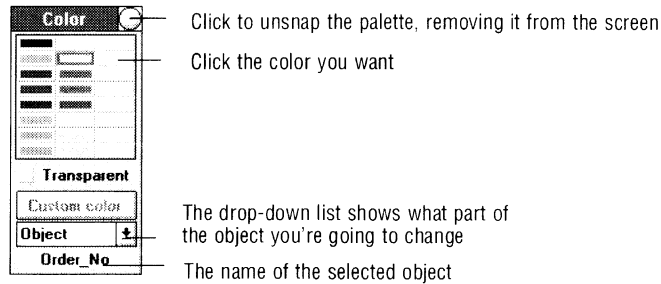 Color
Click to unsnap the palette, removing it from the screen
Click the color you want
Transparent
Custom color
The drop-down list shows what part of
Object
the object you're going to change
Order_No
The name of the selected object